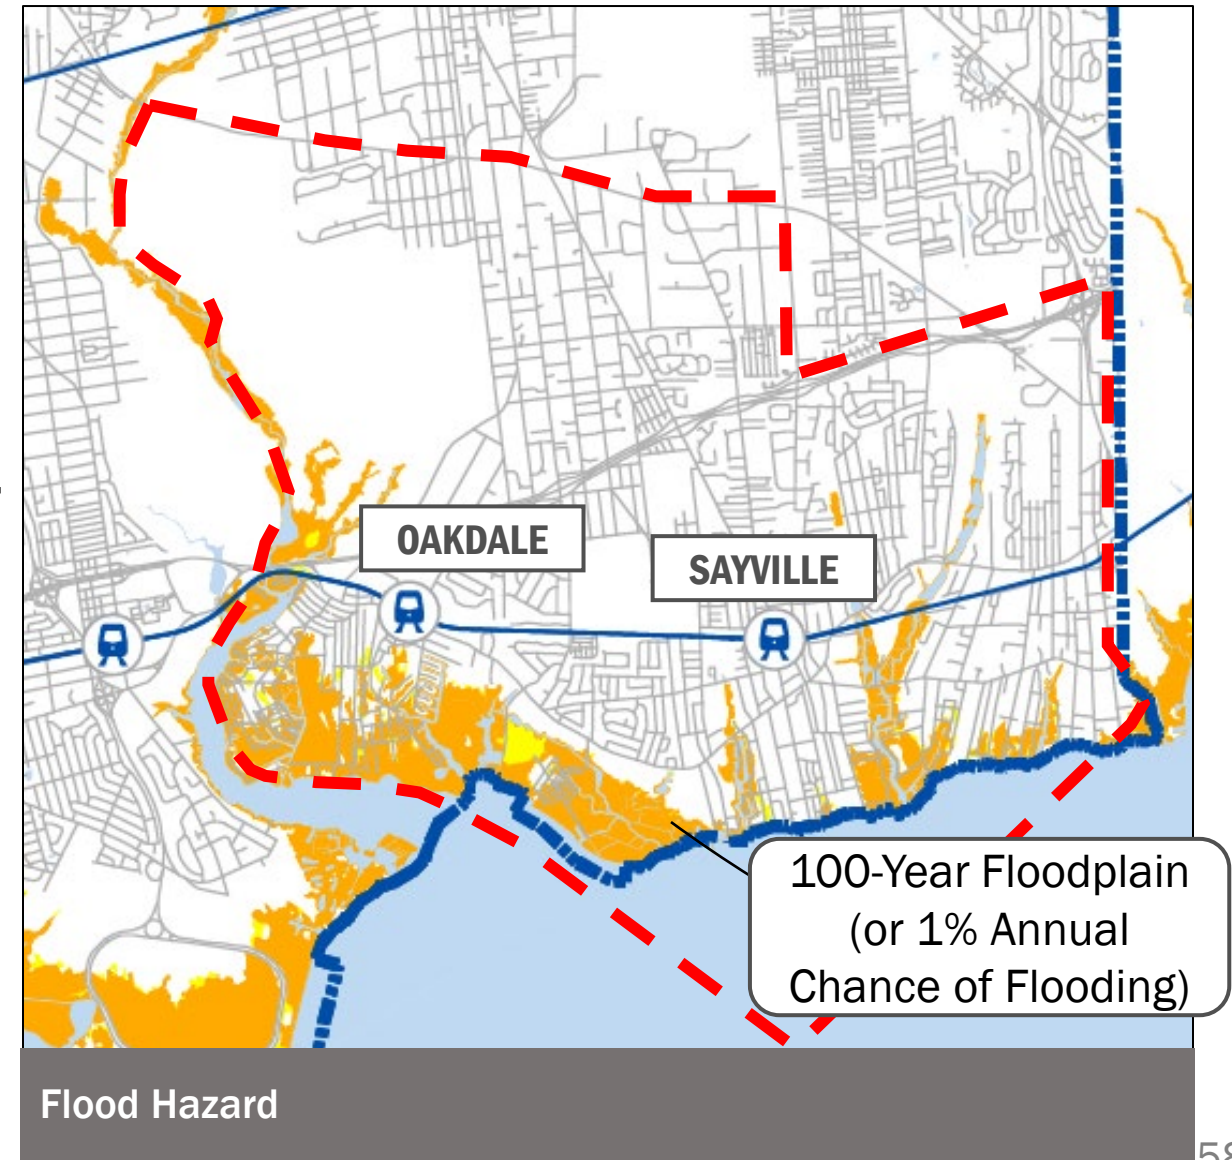 OAKDALE
SAYVILLE
100-Year Floodplain
(or 1% Annual
Chance of Flooding)
Flood Hazard